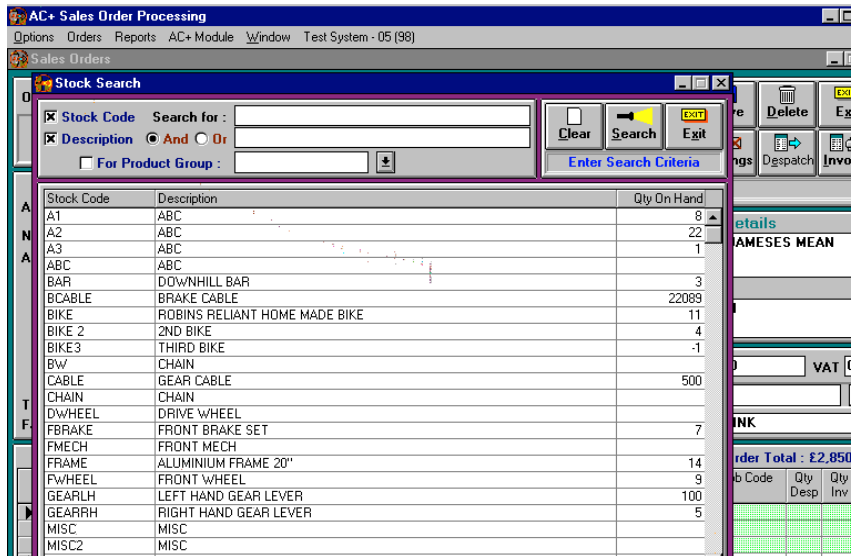 AC+ Sales Order Processing
Options Orders Reports AC+ Module Window Test System - 05 (98)
Sales Orders
Stock Search
Stock Code Search for :
Description And Or
For Product Group :
Clear Search EXIT Exit
Enter Search Criteria
Delete
Despatch
Stock Code Description Qty On Hand
A1 ABC 8
A2 ABC 22
A3 ABC 1
ABC ABC
BAR DOWNHILL BAR 3
BCABLE BRAKE CABLE 22089
BIKE ROBINS RELIANT HOME MADE BIKE 11
BIKE 2 2ND BIKE 4
BIKE3 THIRD BIKE -1
BW CHAIN
CABLE GEAR CABLE 500
CHAIN CHAIN
DWHEEL DRIVE WHEEL
FBRAKE FRONT BRAKE SET 7
FMECH FRONT MECH
FRAME ALUMINIUM FRAME 20" 14
FWHEEL FRONT WHEEL 9
GEARLH LEFT HAND GEAR LEVER 100
GEARRH RIGHT HAND GEAR LEVER 5
MISC MISC
MISC2 MISC
etails
JAMESES MEAN
VAT
INK
rder Total : £2,850
b Code Qty Desp Qty Inv